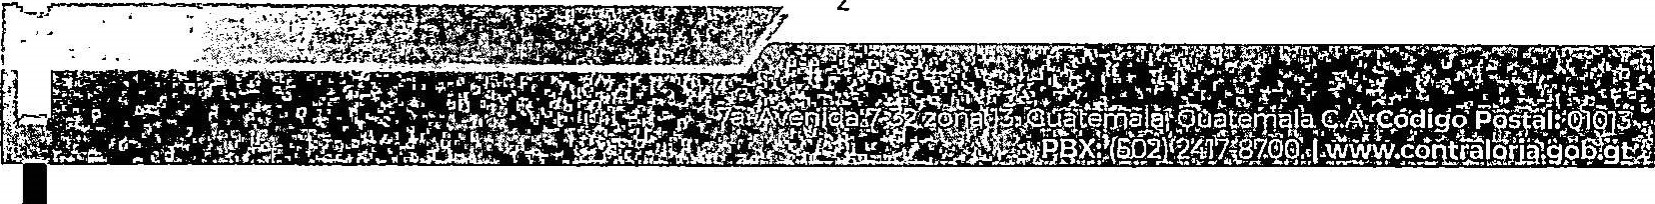 2
7a. Avenida 7-32 zona 13, Guatemala, Guatemala C.A. Código Postal: 01013
PBX: (502) 2417-8700 | www.contraloria.gob.gt